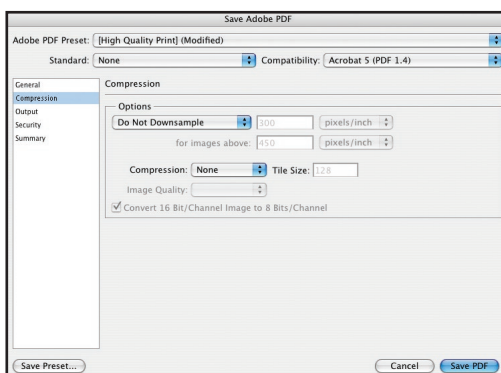 Save Adobe PDF
Adobe PDF Preset: [High Quality Print] (Modified)
Standard: None Compatibility: Acrobat 5 (PDF 1.4)
General
Compression
Output
Security
Summary
Compression
Options
Do Not Downsample 300 pixels/inch
for images above: 450 pixels/inch
Compression: None Tile Size: 128
Image Quality:
Convert 16 Bit/Channel Image to 8 Bits/Channel
Save Preset... Cancel Save PDF